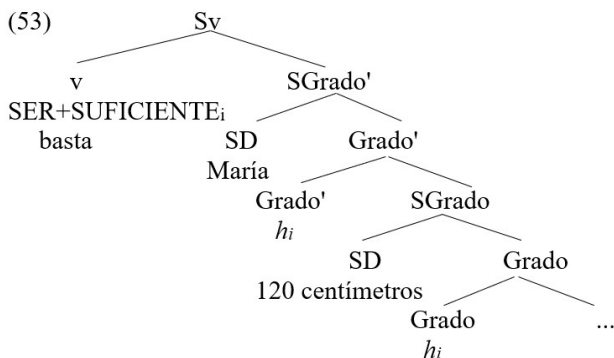 (53) Sv
v SGrado'
SER+SUFICIENTEi
basta SD Grado'
María
Grado' SGrado
hi
SD Grado
120 centímetros
Grado ...
hi